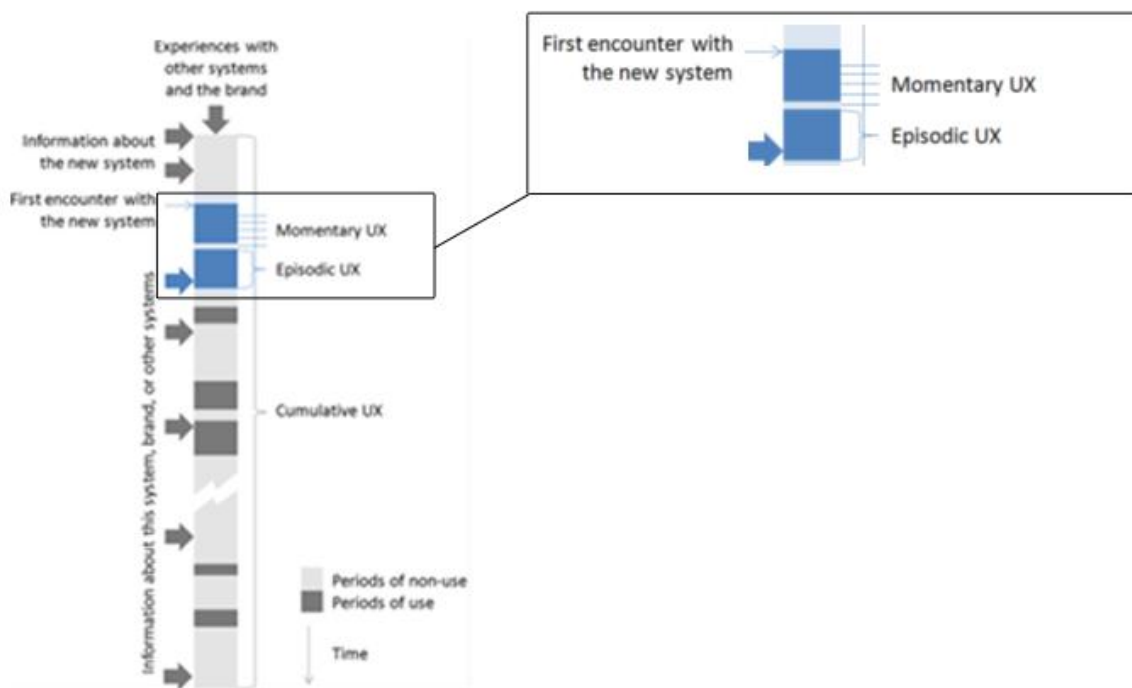 Experiences with
other systems
and the brand
Information about
the new system
First encounter with
the new system
Momentary UX
Episodic UX
Information about this system, brand, or other systems
Cumulative UX
Periods of non-use
Periods of use
Time
First encounter with
the new system
Momentary UX
Episodic UX